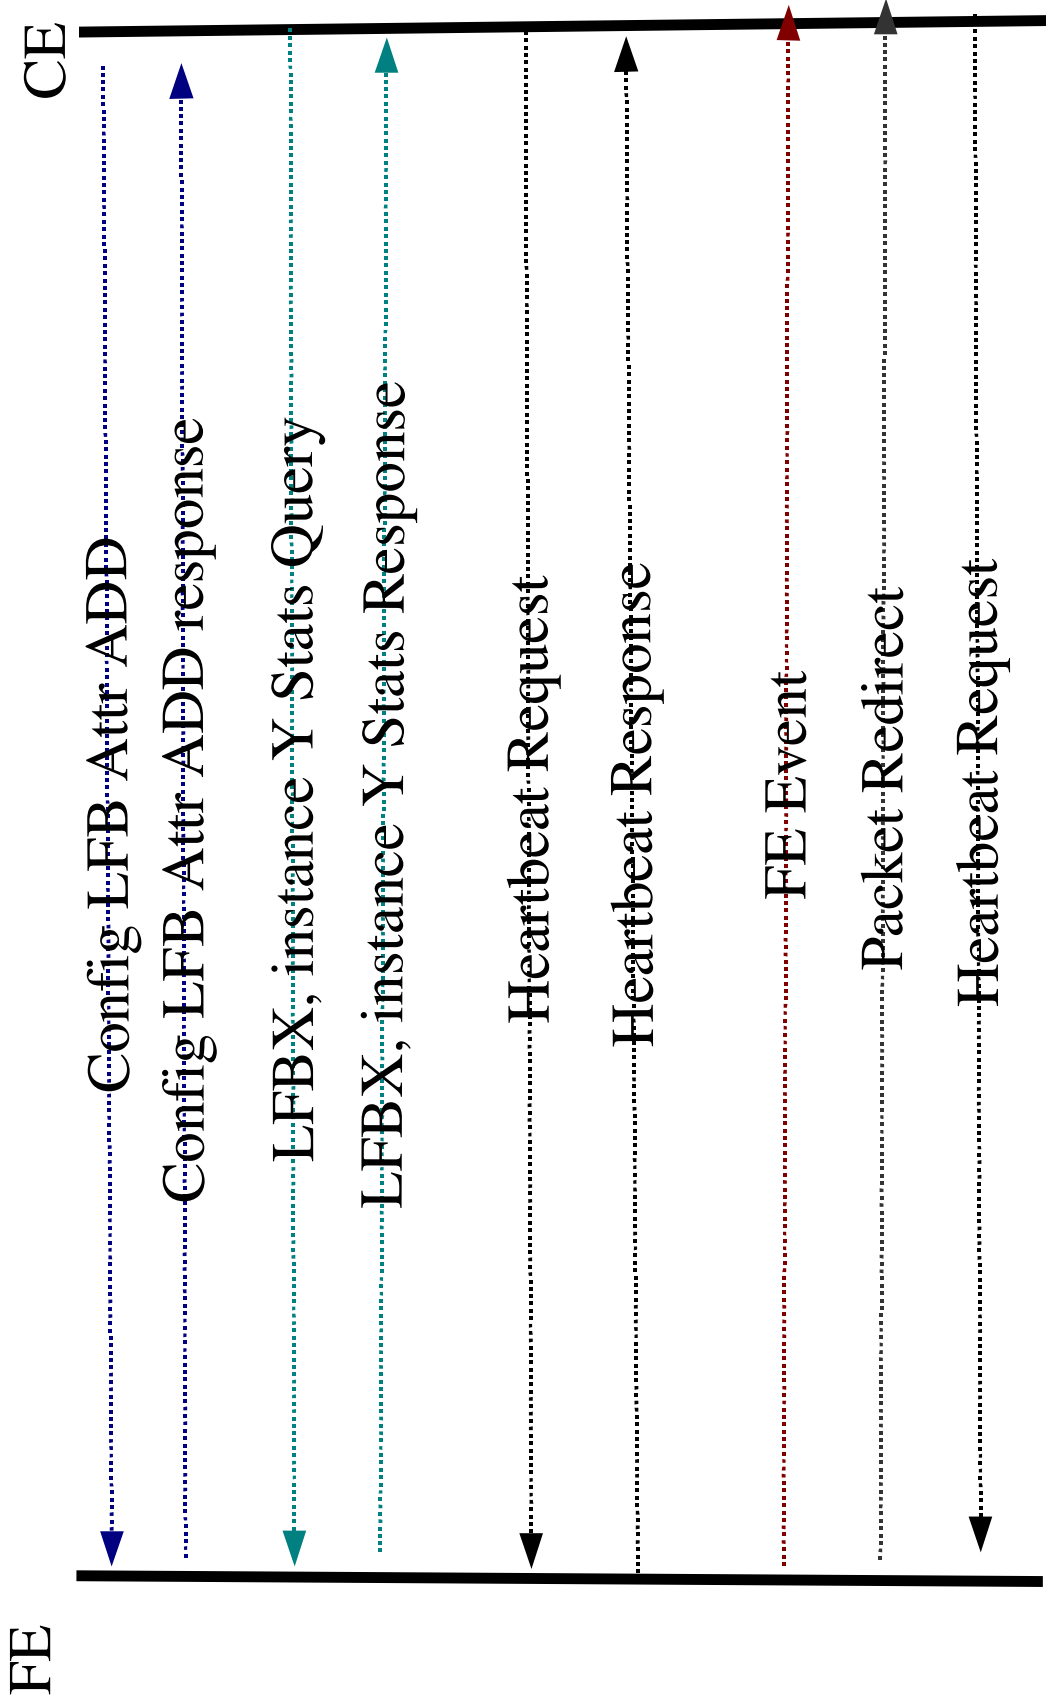 CE
FE
Config LFB Attr ADD
Config LFB Attr ADD response
LFBX, instance Y Stats Query
LFBX, instance Y Stats Response
Heartbeat Request
Heartbeat Response
FE Event
Packet Redirect
Heartbeat Request